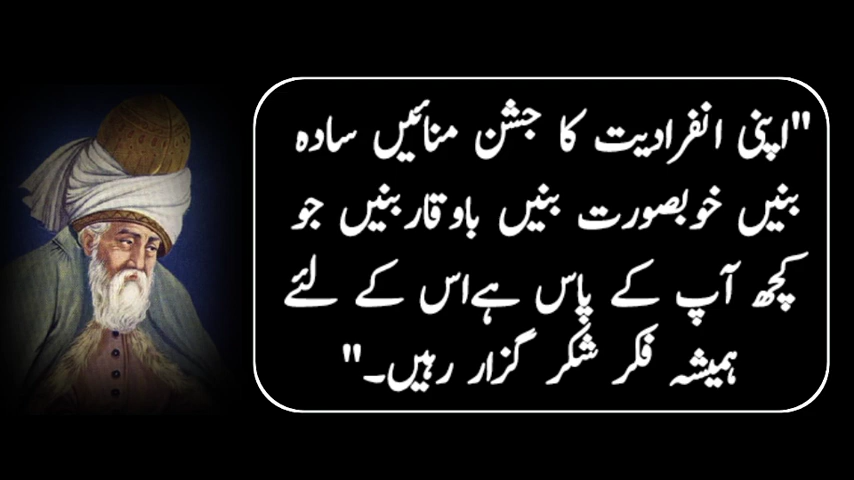 "اپنی انفرادیت کا جشن منائیں سادہ
بنیں خوبصورت بنیں باوقار بنیں جو
کچھ آپ کے پاس ہے اس کے لئے
ہمیشہ فکر شکر گزار رہیں۔"